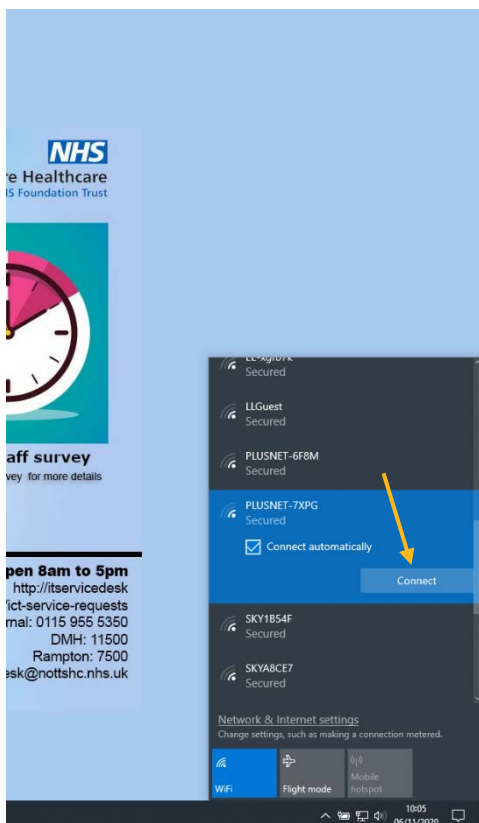 NHS
e Healthcare
S Foundation Trust
aff survey
vey for more details
pen 8am to 5pm
http://itservicedesk
/ict-service-requests
rnal: 0115 955 5350
DMH: 11500
Rampton: 7500
esk@nottshc.nhs.uk
Secured
LLGuest
Secured
PLUSNET-6F8M
Secured
PLUSNET-7XPG
Secured
Connect automatically
Connect
SKY1B54F
Secured
SKYA8CE7
Secured
Network & Internet settings
Change settings, such as making a connection metered.
WiFi
Flight mode
Mobile
hotspot
10:05
06/11/2020